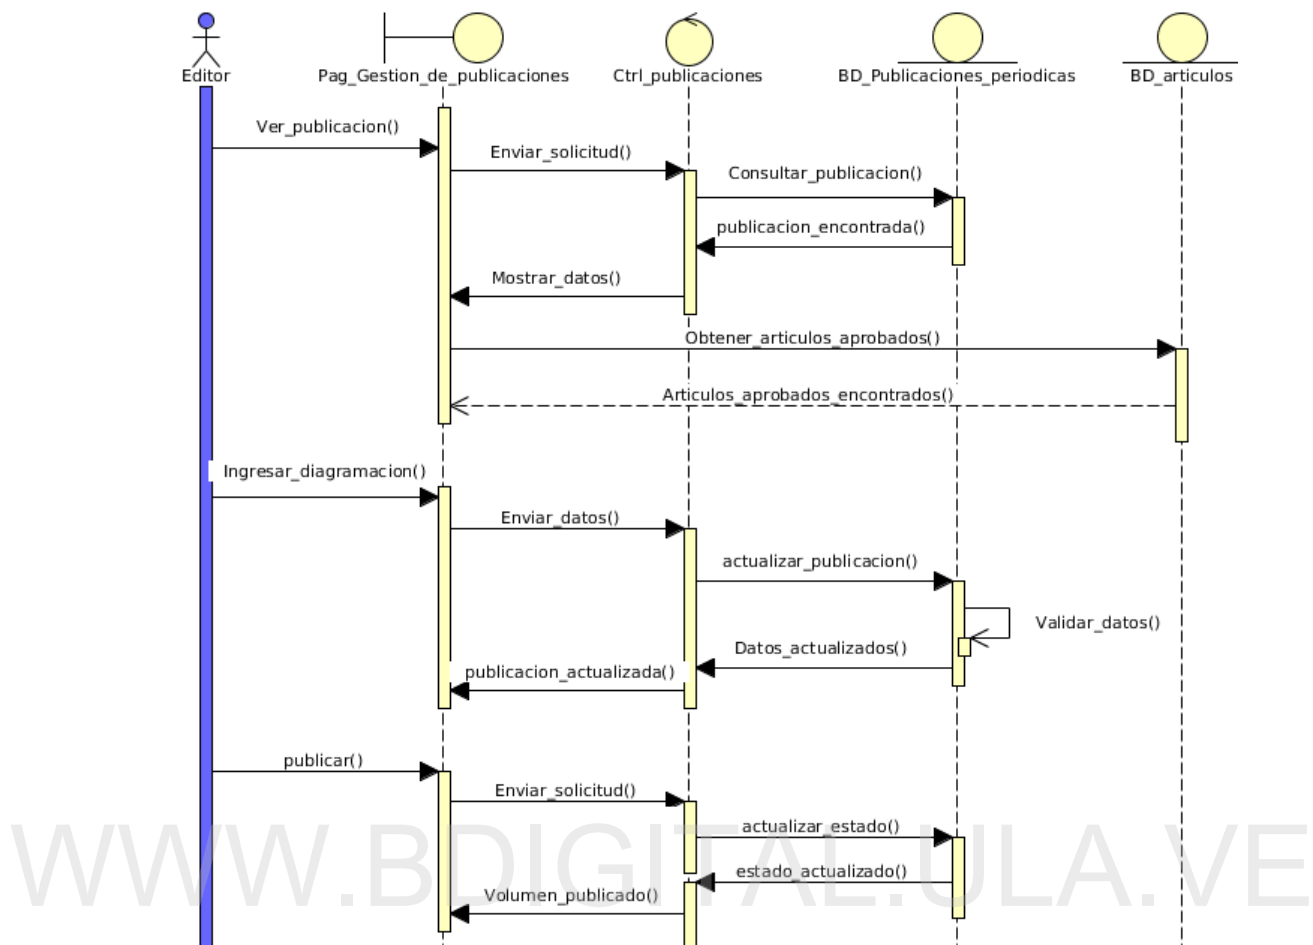 Editor
Pag_Gestion_de_publicaciones
Ctrl_publicaciones
BD_Publicaciones_periodicas
BD_articulos
Ver_publicacion()
Enviar_solicitud()
Consultar_publicacion()
publicacion_encontrada()
Mostrar_datos()
Obtener_articulos_aprobados()
Articulos_aprobados_encontrados()
Ingresar_diagramacion()
Enviar_datos()
actualizar_publicacion()
Validar_datos()
Datos_actualizados()
publicacion_actualizada()
publicar()
Enviar_solicitud()
actualizar_estado()
estado_actualizado()
Volumen_publicado()
WWW.BDIGITAL.ULA.VE